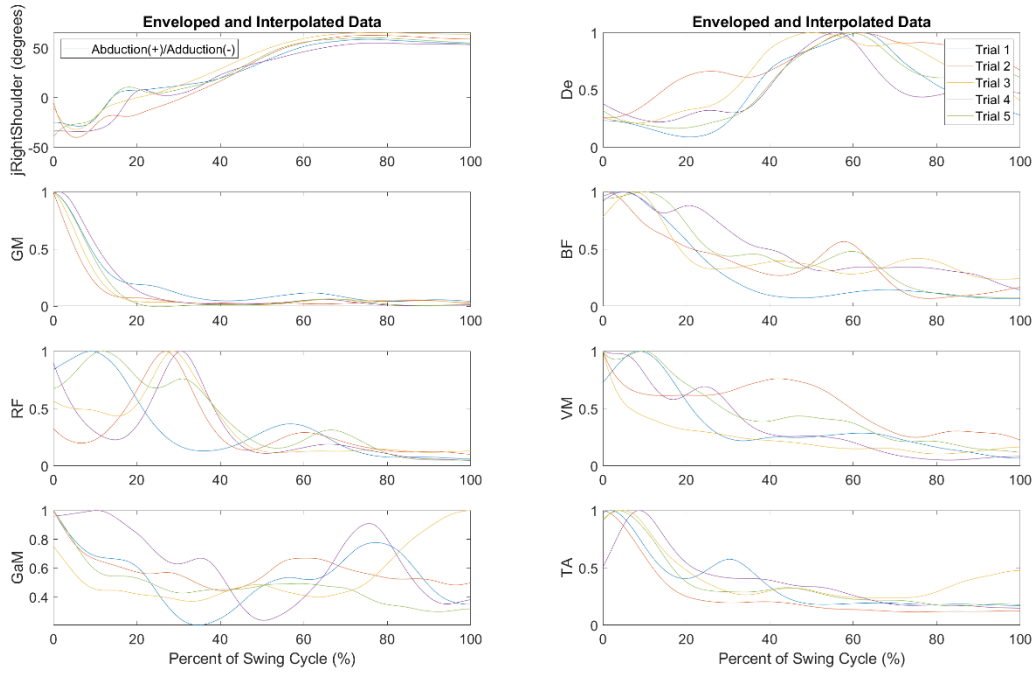 Enveloped and Interpolated Data
jRightShoulder (degrees)
50
0
-50
Abduction(+)/Adduction(-)
0 20 40 60 80 100
Enveloped and Interpolated Data
De
1
0.5
0
Trial 1
Trial 2
Trial 3
Trial 4
Trial 5
0 20 40 60 80 100
GM
1
0.5
0
0 20 40 60 80 100
BF
1
0.5
0
0 20 40 60 80 100
RF
1
0.5
0
0 20 40 60 80 100
VM
1
0.5
0
0 20 40 60 80 100
GaM
1
0.8
0.6
0.4
0 20 40 60 80 100
Percent of Swing Cycle (%)
TA
1
0.5
0
0 20 40 60 80 100
Percent of Swing Cycle (%)